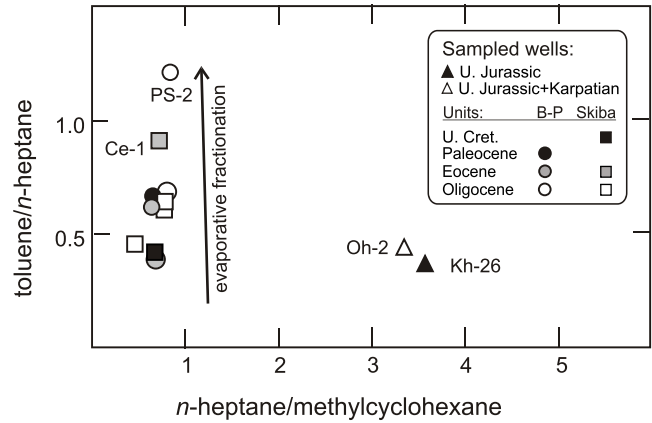 PS-2
Ce-1
evaporative fractionation
Oh-2
Kh-26
Sampled wells:
U. Jurassic
U. Jurassic+Karpatian
Units: B-P Skiba
U. Cret.
Paleocene
Eocene
Oligocene
toluene/n-heptane
1.0
0.5
1 2 3 4 5
n-heptane/methylcyclohexane